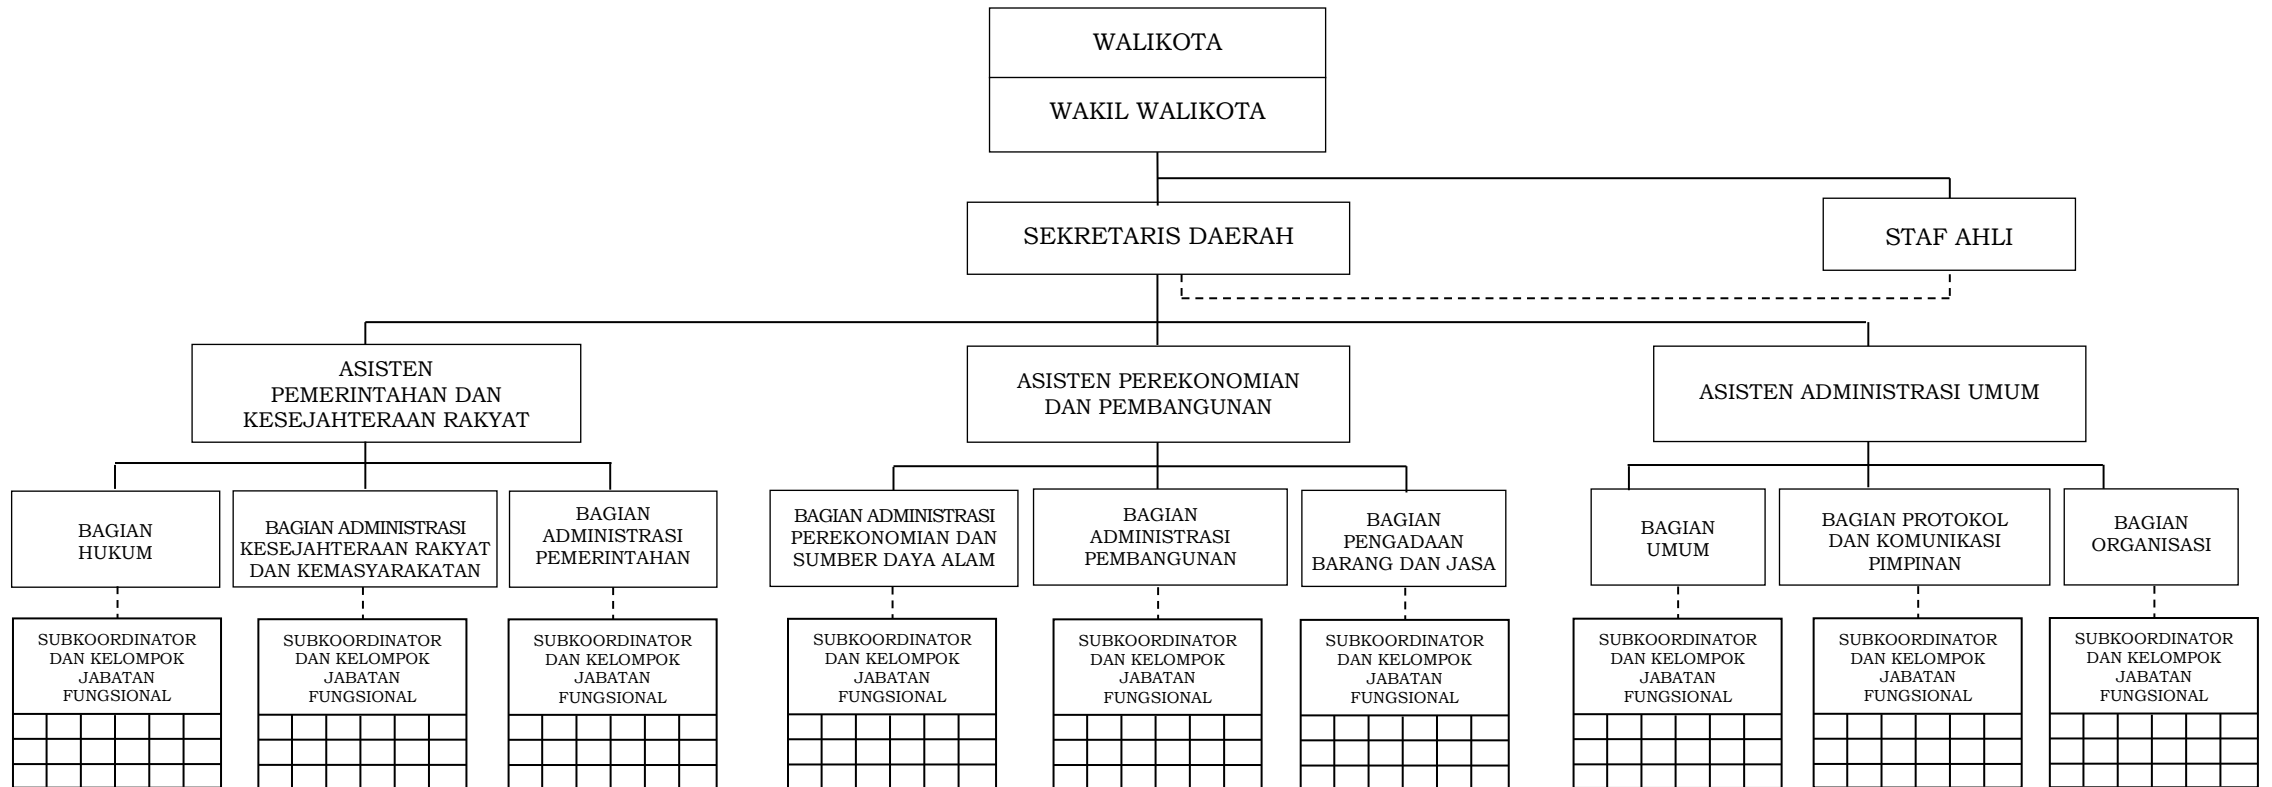 WALIKOTA
WAKIL WALIKOTA
SEKRETARIS DAERAH
STAF AHLI
ASISTEN
PEMERINTAHAN DAN
KESEJAHTERAAN RAKYAT
ASISTEN PEREKONOMIAN
DAN PEMBANGUNAN
ASISTEN ADMINISTRASI UMUM
BAGIAN
HUKUM
BAGIAN ADMINISTRASI
KESEJAHTERAAN RAKYAT
DAN KEMASYARAKATAN
BAGIAN
ADMINISTRASI
PEMERINTAHAN
BAGIAN ADMINISTRASI
PEREKONOMIAN DAN
SUMBER DAYA ALAM
BAGIAN
ADMINISTRASI
PEMBANGUNAN
BAGIAN
PENGADAAN
BARANG DAN JASA
BAGIAN
UMUM
BAGIAN PROTOKOL
DAN KOMUNIKASI
PIMPINAN
BAGIAN
ORGANISASI
SUBKOORDINATOR
DAN KELOMPOK
JABATAN
FUNGSIONAL
SUBKOORDINATOR
DAN KELOMPOK
JABATAN
FUNGSIONAL
SUBKOORDINATOR
DAN KELOMPOK
JABATAN
FUNGSIONAL
SUBKOORDINATOR
DAN KELOMPOK
JABATAN
FUNGSIONAL
SUBKOORDINATOR
DAN KELOMPOK
JABATAN
FUNGSIONAL
SUBKOORDINATOR
DAN KELOMPOK
JABATAN
FUNGSIONAL
SUBKOORDINATOR
DAN KELOMPOK
JABATAN
FUNGSIONAL
SUBKOORDINATOR
DAN KELOMPOK
JABATAN
FUNGSIONAL
SUBKOORDINATOR
DAN KELOMPOK
JABATAN
FUNGSIONAL